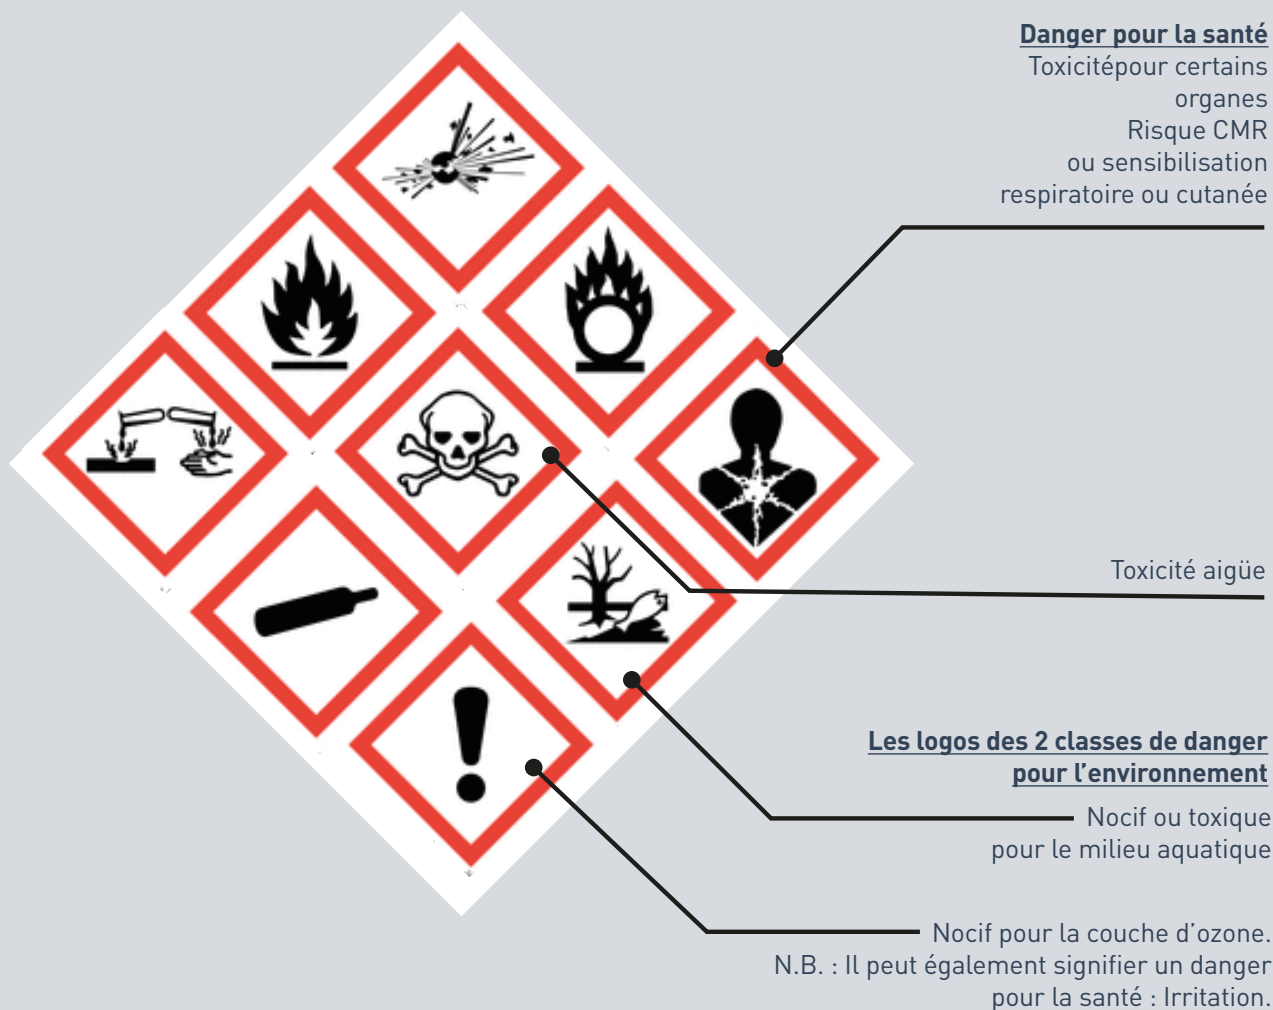 Danger pour la santé
Toxicitépour certains
organes
Risque CMR
ou sensibilisation
respiratoire ou cutanée
Toxicité aigüe
Les logos des 2 classes de danger
pour l’environnement
Nocif ou toxique
pour le milieu aquatique
Nocif pour la couche d’ozone.
N.B. : Il peut également signifier un danger
pour la santé : Irritation.